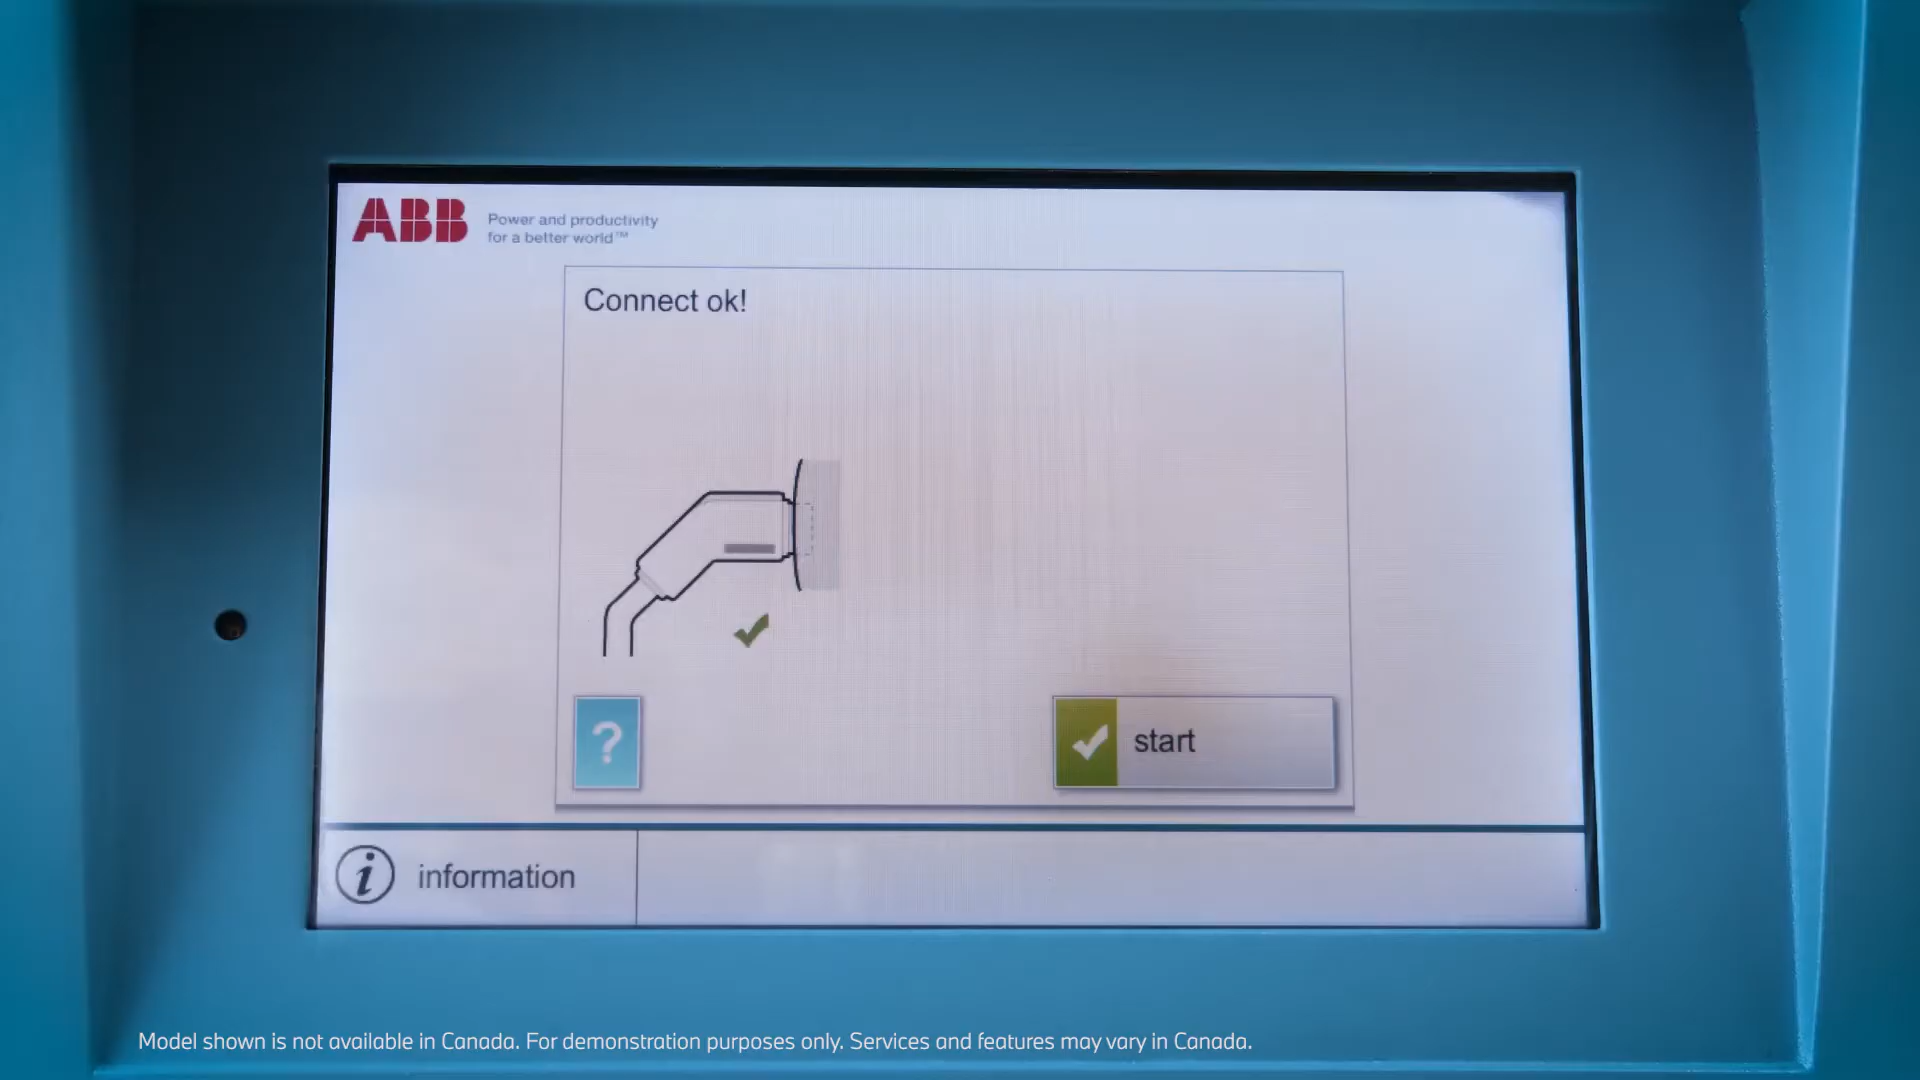 ABB
Power and productivity
for a better world™
Connect ok!
?
start
i information
Model shown is not available in Canada. For demonstration purposes only. Services and features may vary in Canada.